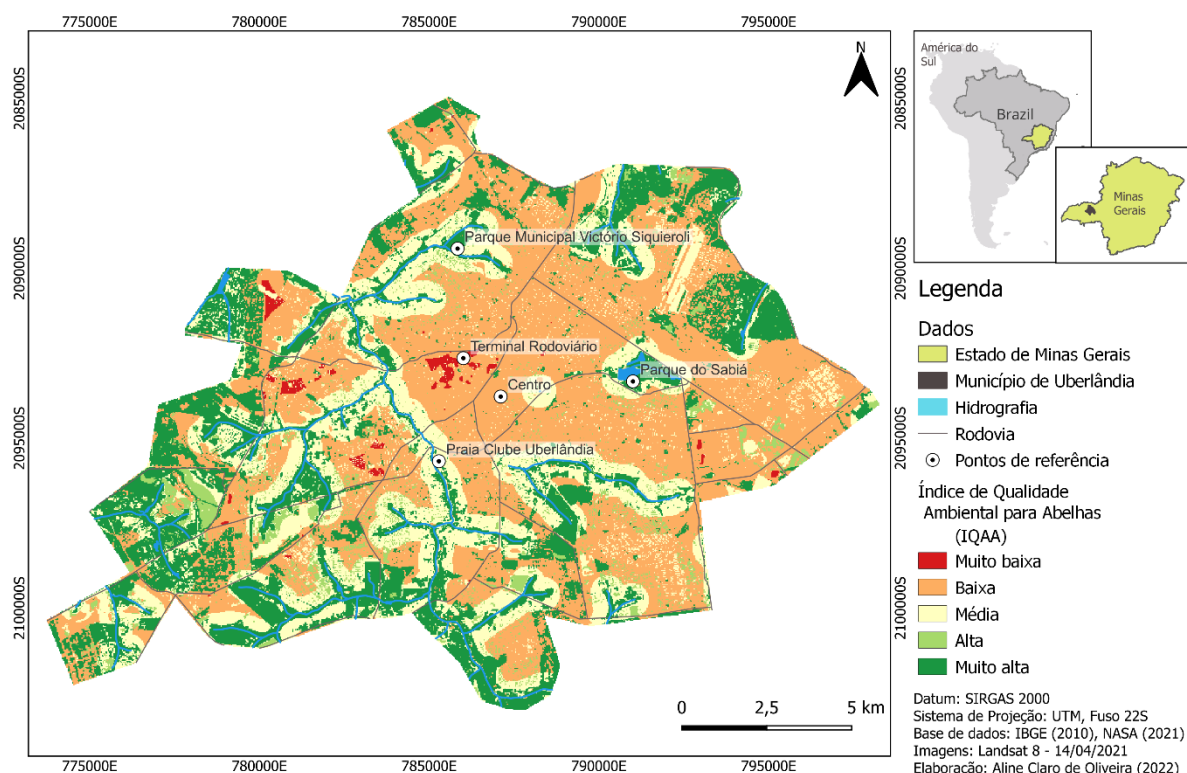 775000E 780000E 785000E 790000E 795000E
N
2085000S 2085000S
Parque Municipal Victório Siquieroli
2090000S 2090000S
Terminal Rodoviário
Parque do Sabiá
Centro
2095000S 2095000S
Praia Clube Uberlândia
2100000S 2100000S
0 2,5 5 km
775000E 780000E 785000E 790000E 795000E
América do
Sul
Brazil
Minas
Gerais
Legenda
Dados
Estado de Minas Gerais
Município de Uberlândia
Hidrografia
Rodovia
Pontos de referência
Índice de Qualidade
Ambiental para Abelhas
(IQAA)
Muito baixa
Baixa
Média
Alta
Muito alta
Datum: SIRGAS 2000
Sistema de Projeção: UTM, Fuso 22S
Base de dados: IBGE (2010), NASA (2021)
Imagens: Landsat 8 - 14/04/2021
Elaboração: Aline Claro de Oliveira (2022)